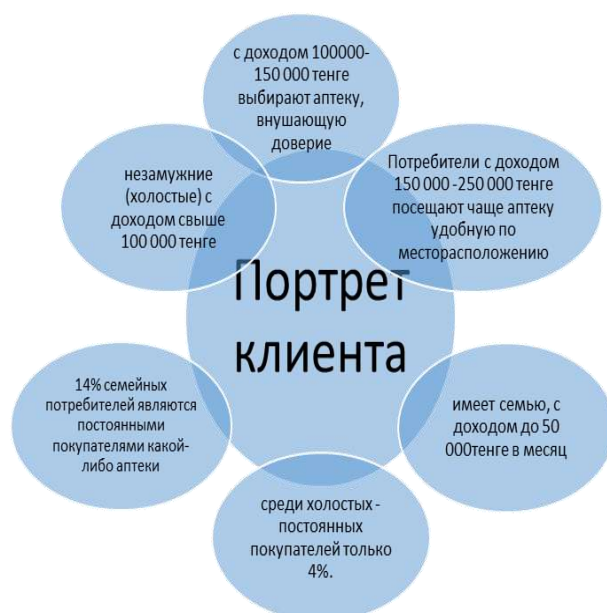 с доходом 100000-
150 000 тенге
выбирают аптеку,
внушающую
доверие
Потребители с доходом
150 000 -250 000 тенге
посещают чаще аптеку
удобную по
месторасположению
незамужние
(холостые) с
доходом свыше
100 000 тенге
Портрет
клиента
14% семейных
потребителей являются
постоянными
покупателями какой-
либо аптеки
имеет семью, с
доходом до 50
000тенге в месяц
среди холостых -
постоянных
покупателей только
4%.